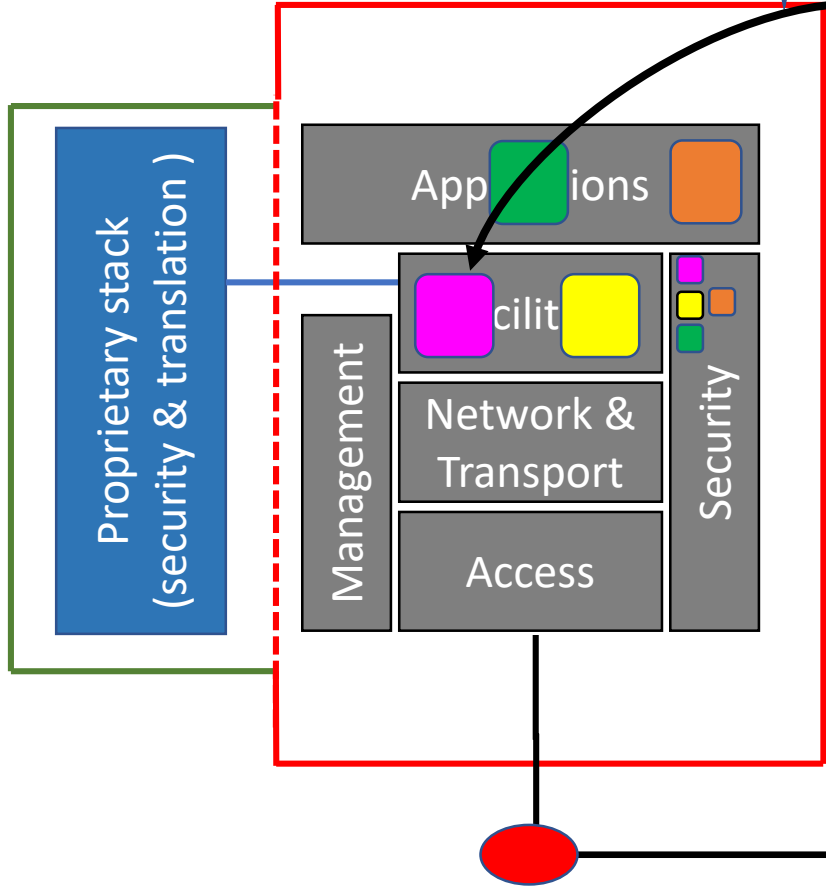 Proprietary stack
(security & translation )
App ions
cilit
Management
Network &
Transport
Security
Access